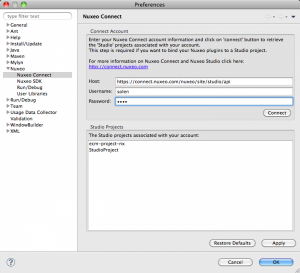 Preferences
type filter text
Nuxeo Connect
General
Ant
Help
Install/Update
Java
Maven
Mylyn
Nuxeo
Nuxeo Connect
Nuxeo SDK
Run/Debug
User Libraries
Run/Debug
Team
Usage Data Collector
Validation
WindowBuilder
XML
Connect Account
Enter your Nuxeo Connect account information and click on 'connect' button to retrieve
the 'Studio' projects associated with your account.
This step is required if you want to bind your Nuxeo plugins to a Studio project.
For more information on Nuxeo Connect and Nuxeo Studio click here:
http://connect.nuxeo.com
Host: https://connect.nuxeo.com/nuxeo/site/studio/api
Username: solen
Password: ••••
Connect
Studio Projects
The Studio projects associated with your account:
ecm-project-nx
StudioProject
Restore Defaults
Apply
?
Cancel
OK